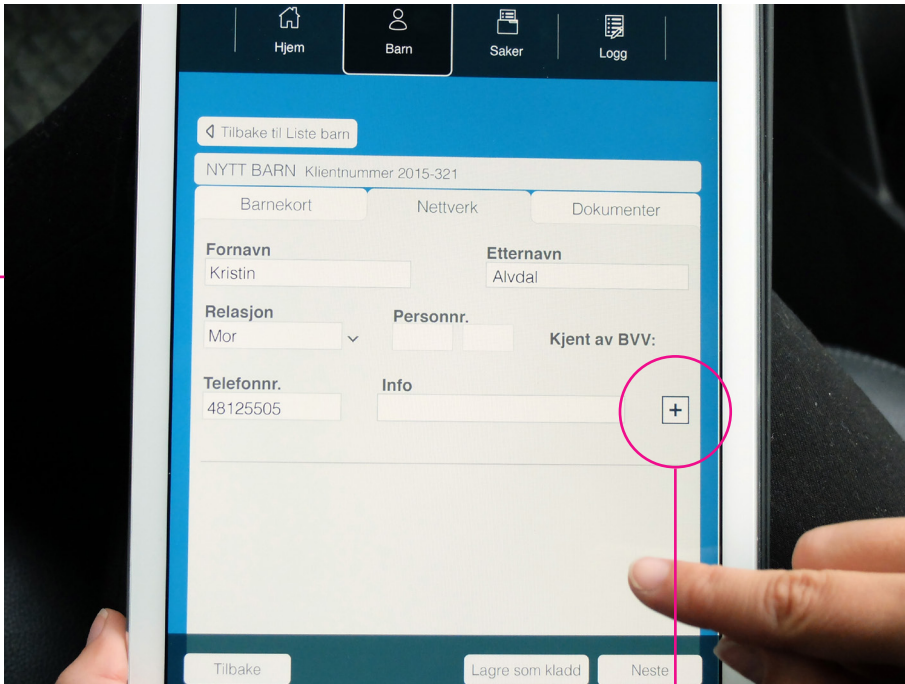 Hjem Barn Saker Logg
Tilbake til Liste barn
NYTT BARN Klientnummer 2015-321
Barnekort Nettverk Dokumenter
Fornavn Etternavn
Kristin Alvdal
Relasjon Personnr.
Mor Kjent av BVV:
Telefonnr. Info
48125505
+
Tilbake Lagre som kladd Neste